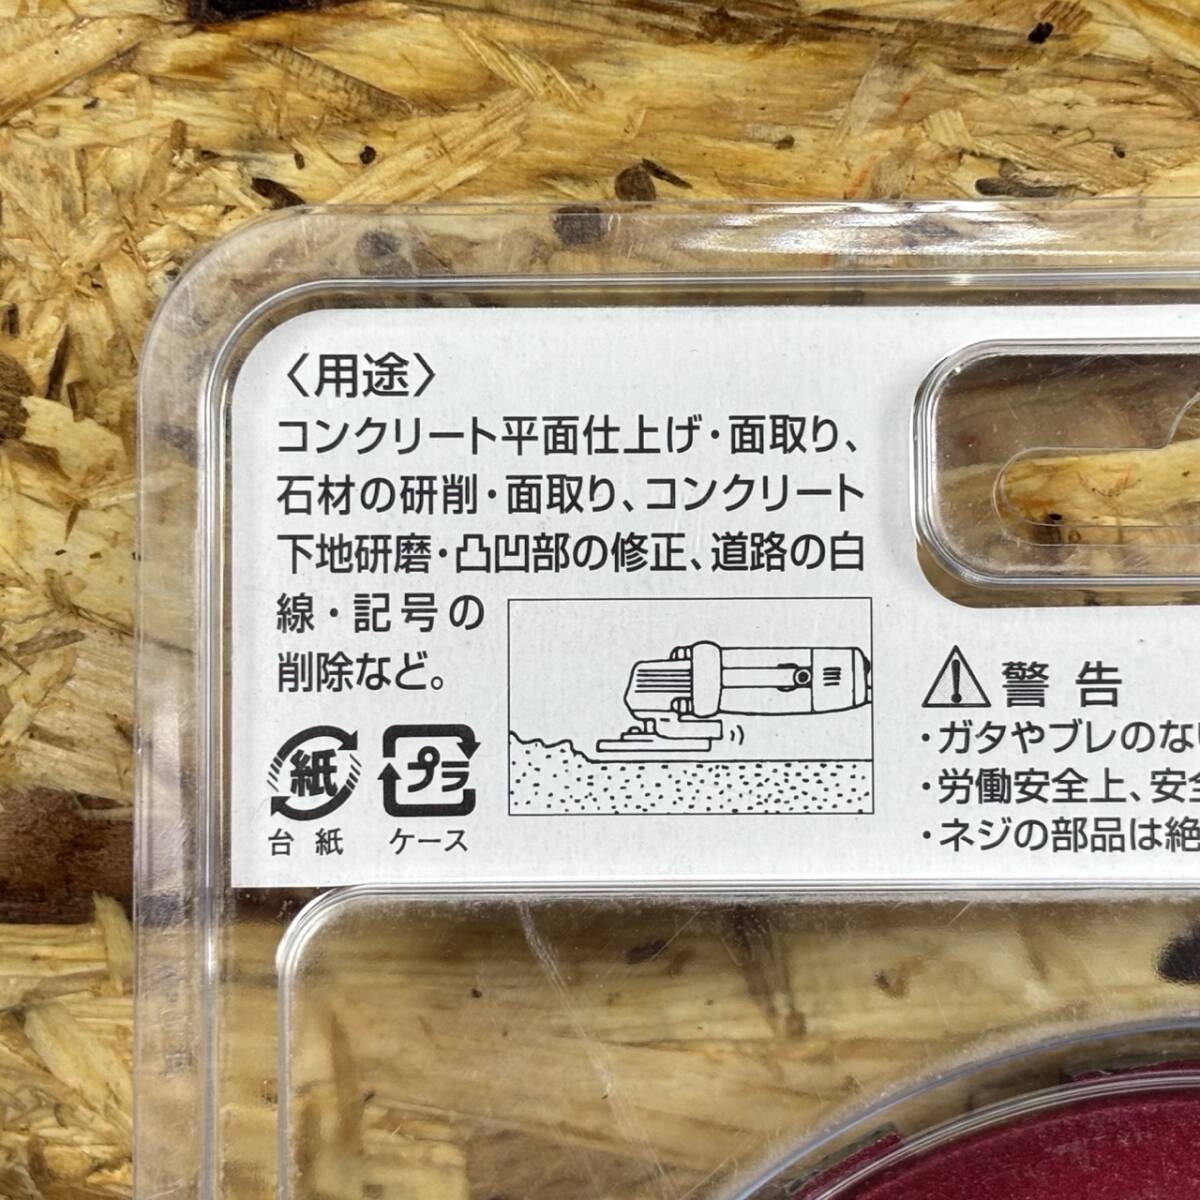 〈用途〉
コンクリート平面仕上げ・面取り、
石材の研削・面取り、コンクリート
下地研磨・凸凹部の修正、道路の白
線・記号の
削除など。
紙
プラ
台紙
ケース
警告
・ガタやブレのな
・労働安全上、安全
・ネジの部品は絶